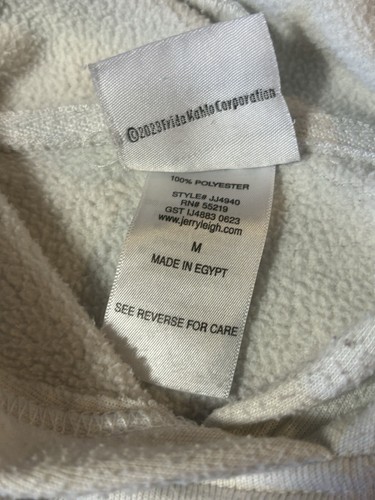 ©2023Frida Kahlo Corporation
100% POLYESTER
STYLE# JJ4940
RN# 55219
GST IJ4883 0623
www.jerryleigh.com
M
MADE IN EGYPT
SEE REVERSE FOR CARE